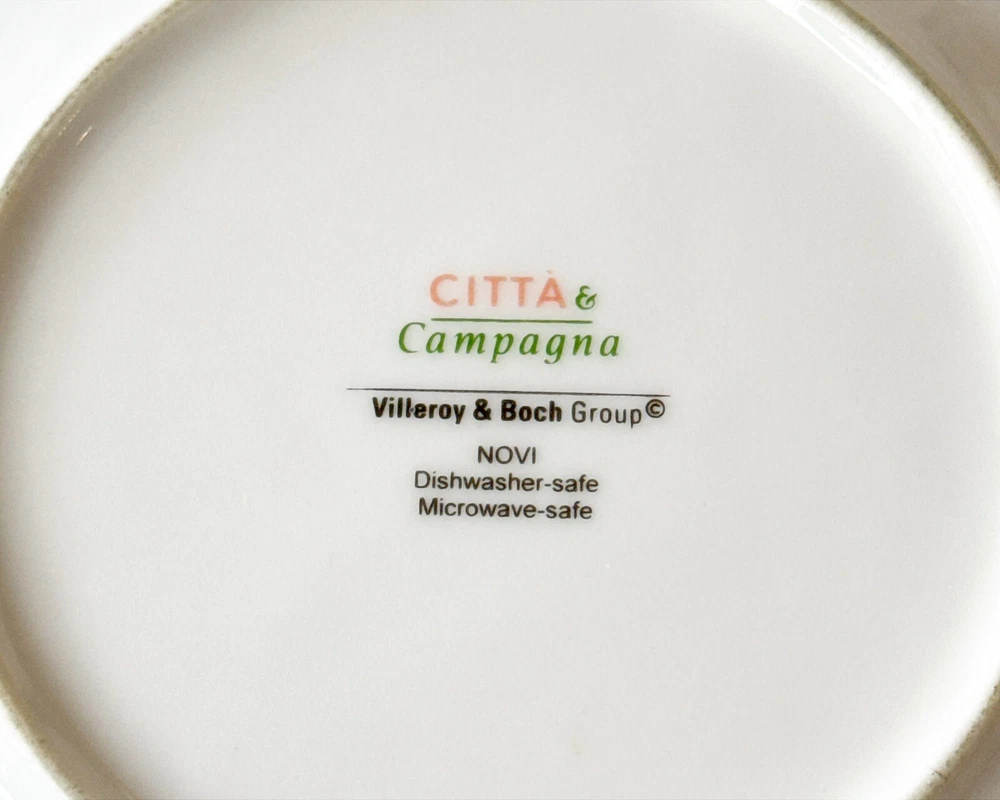 CITTÀ &
Campagna
Villeroy & Boch Group©
NOVI
Dishwasher-safe
Microwave-safe